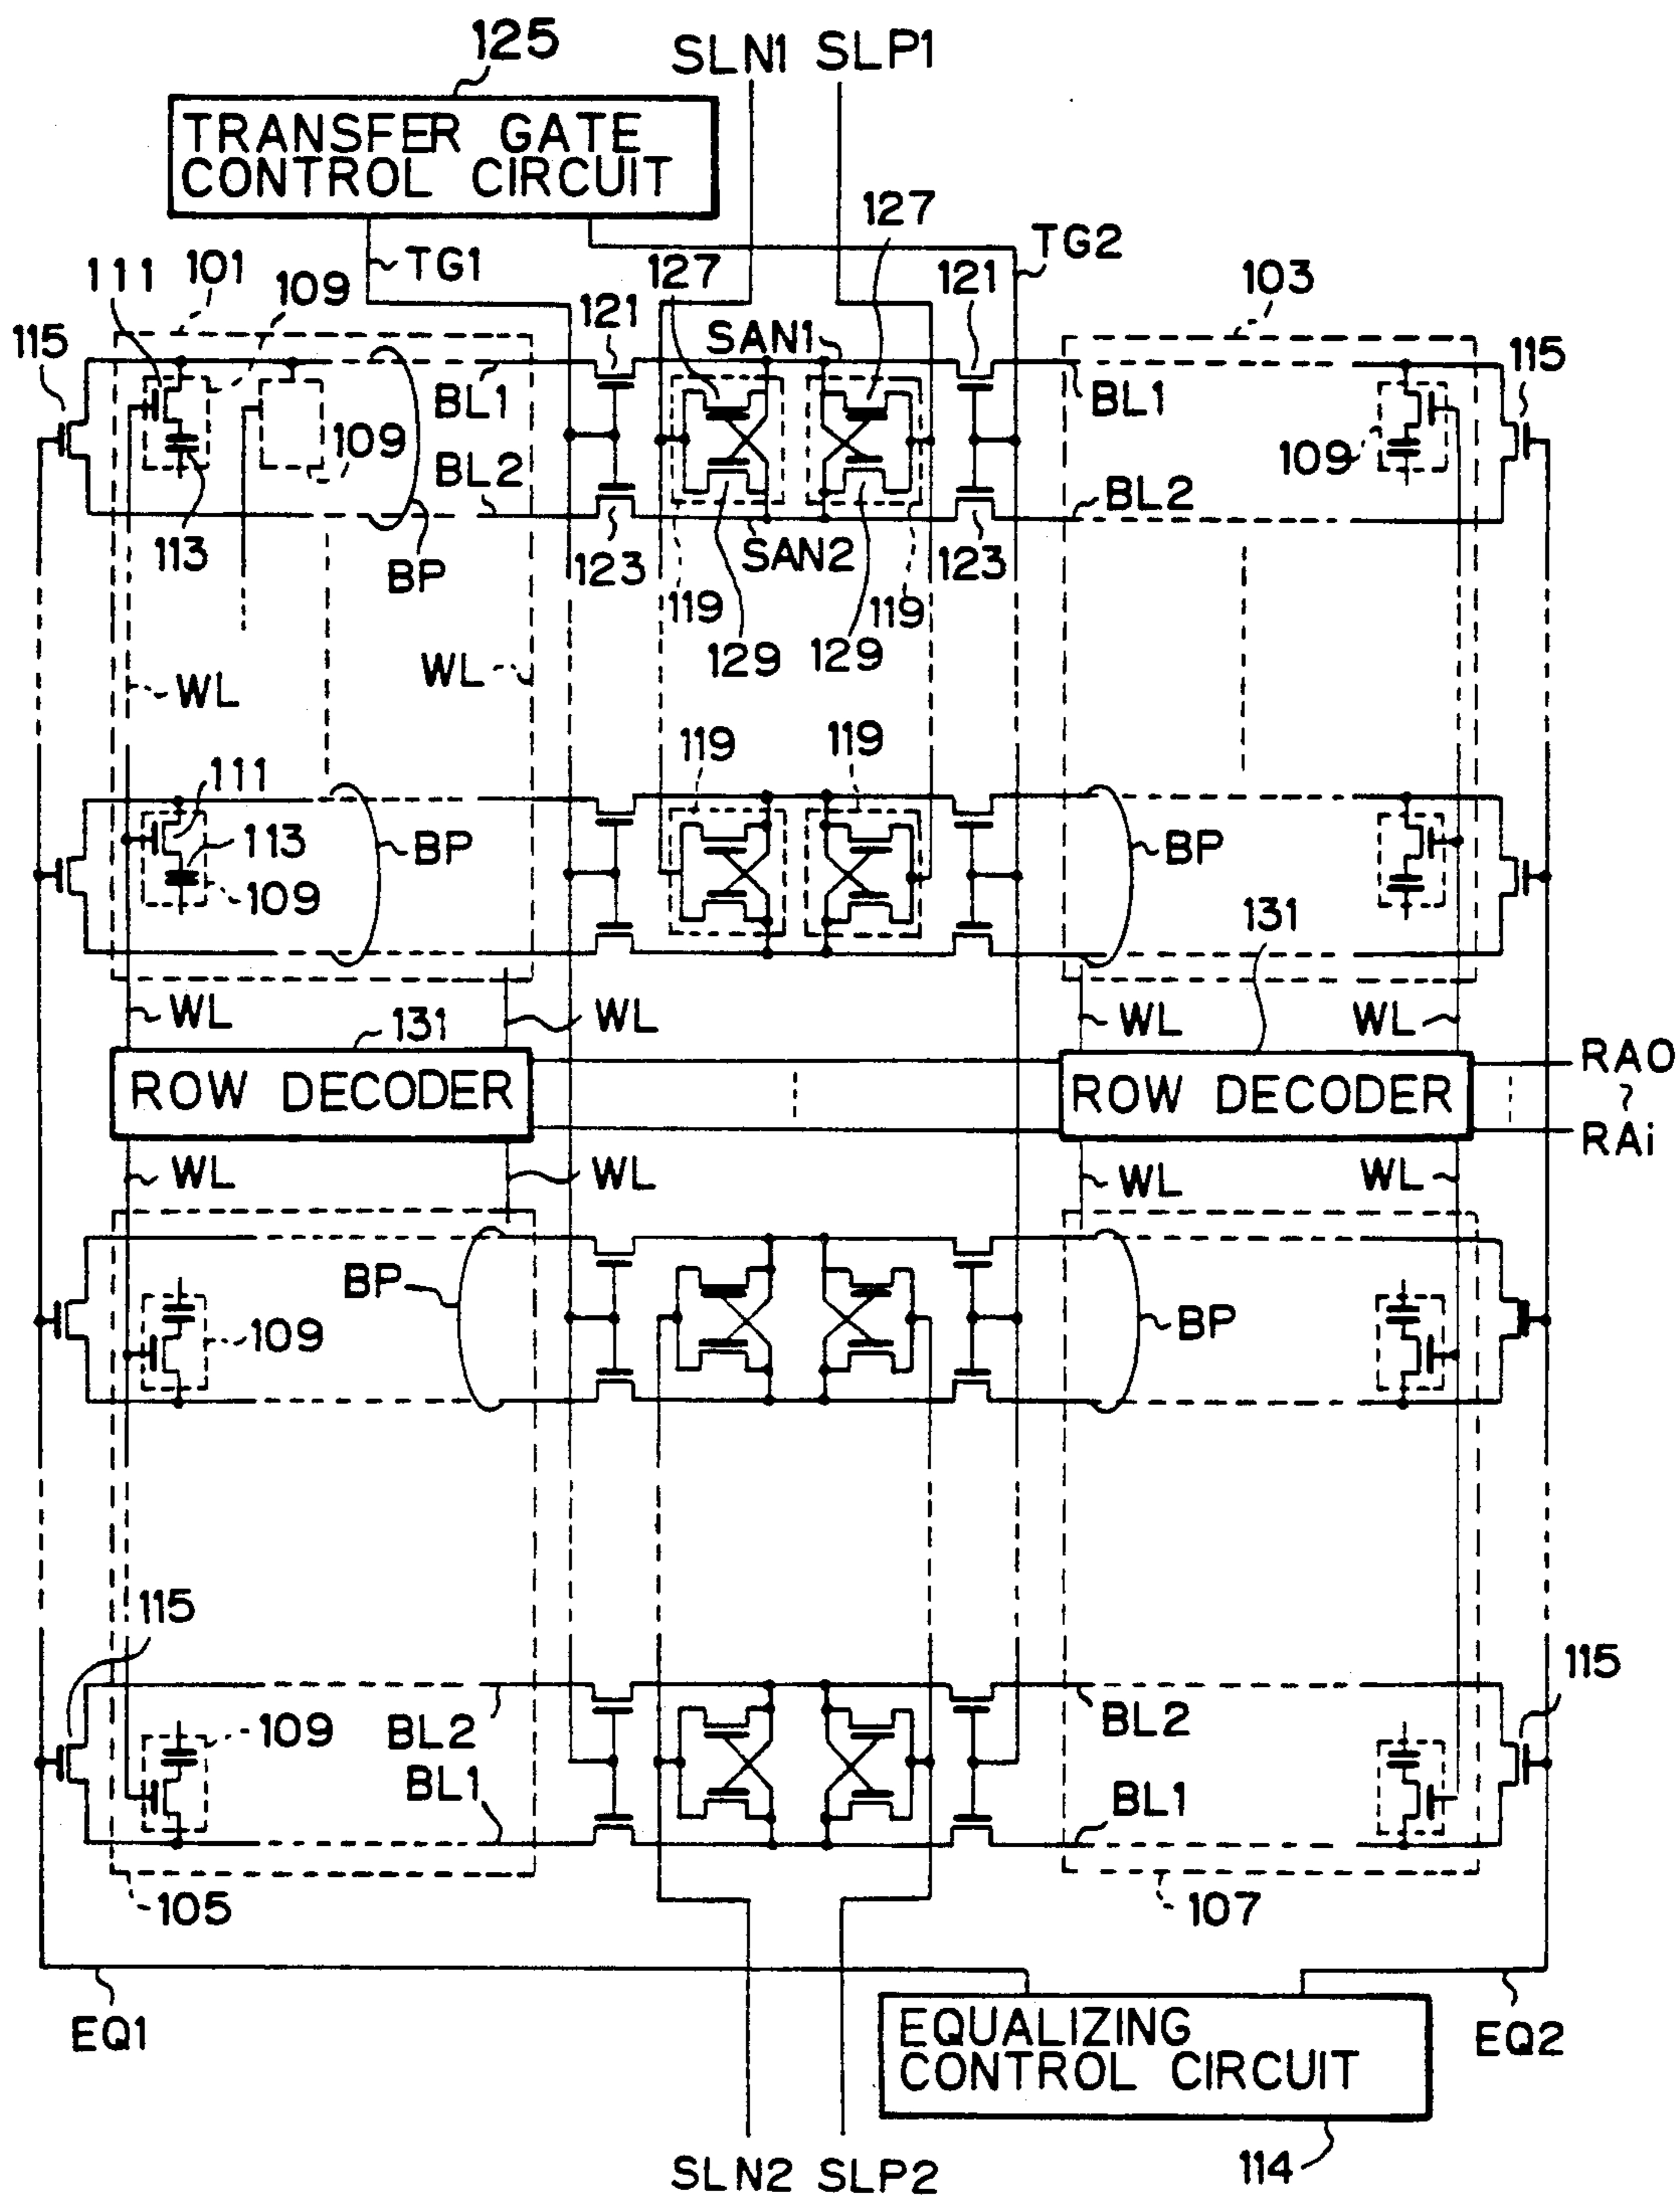 125
SLN1 SLP1
TRANSFER GATE
CONTROL CIRCUIT
127
TG1
TG2
111
101
109
121
127
121
103
115
SAN1
115
BL1
BL1
109
109
BL2
BL2
113
BP
123
SAN2
123
119
119
129
129
WL
WL
119
119
111
113
BP
BP
109
131
WL
131
WL
WL
WL
RA0
ROW DECODER
ROW DECODER
~
RAi
WL
WL
WL
WL
BP
109
BP
115
115
109
BL2
BL2
BL1
BL1
105
107
EQ1
EQUALIZING
CONTROL CIRCUIT
EQ2
SLN2 SLP2
114